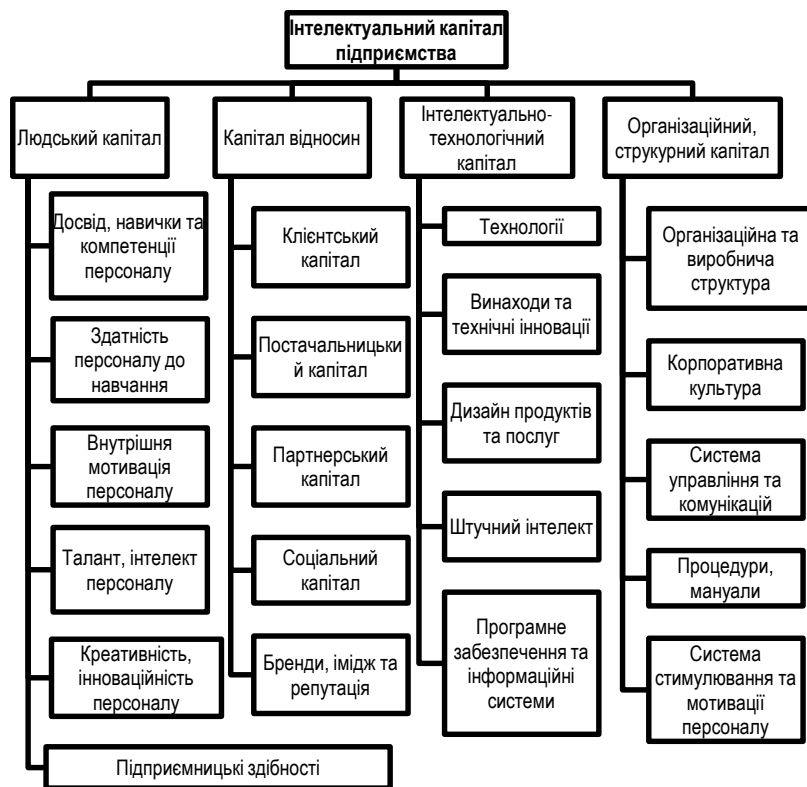 Інтелектуальний капітал
підприємства
Людський капітал
Капітал відносин
Інтелектуально-
технологічний
капітал
Організаційний,
струкурний капітал
Досвід, навички та
компетенції
персоналу
Здатність
персоналу до
навчання
Внутрішня
мотивація
персоналу
Талант, інтелект
персоналу
Креативність,
інноваційність
персоналу
Підприємницькі здібності
Клієнтський
капітал
Постачальницьки
й капітал
Партнерський
капітал
Соціальний
капітал
Бренди, імідж та
репутація
Технології
Винаходи та
технічні інновації
Дизайн продуктів
та послуг
Штучний інтелект
Програмне
забезпечення та
інформаційні
системи
Організаційна та
виробнича
структура
Корпоративна
культура
Система
управління та
комунікацій
Процедури,
мануали
Система
стимулювання та
мотивації
персоналу